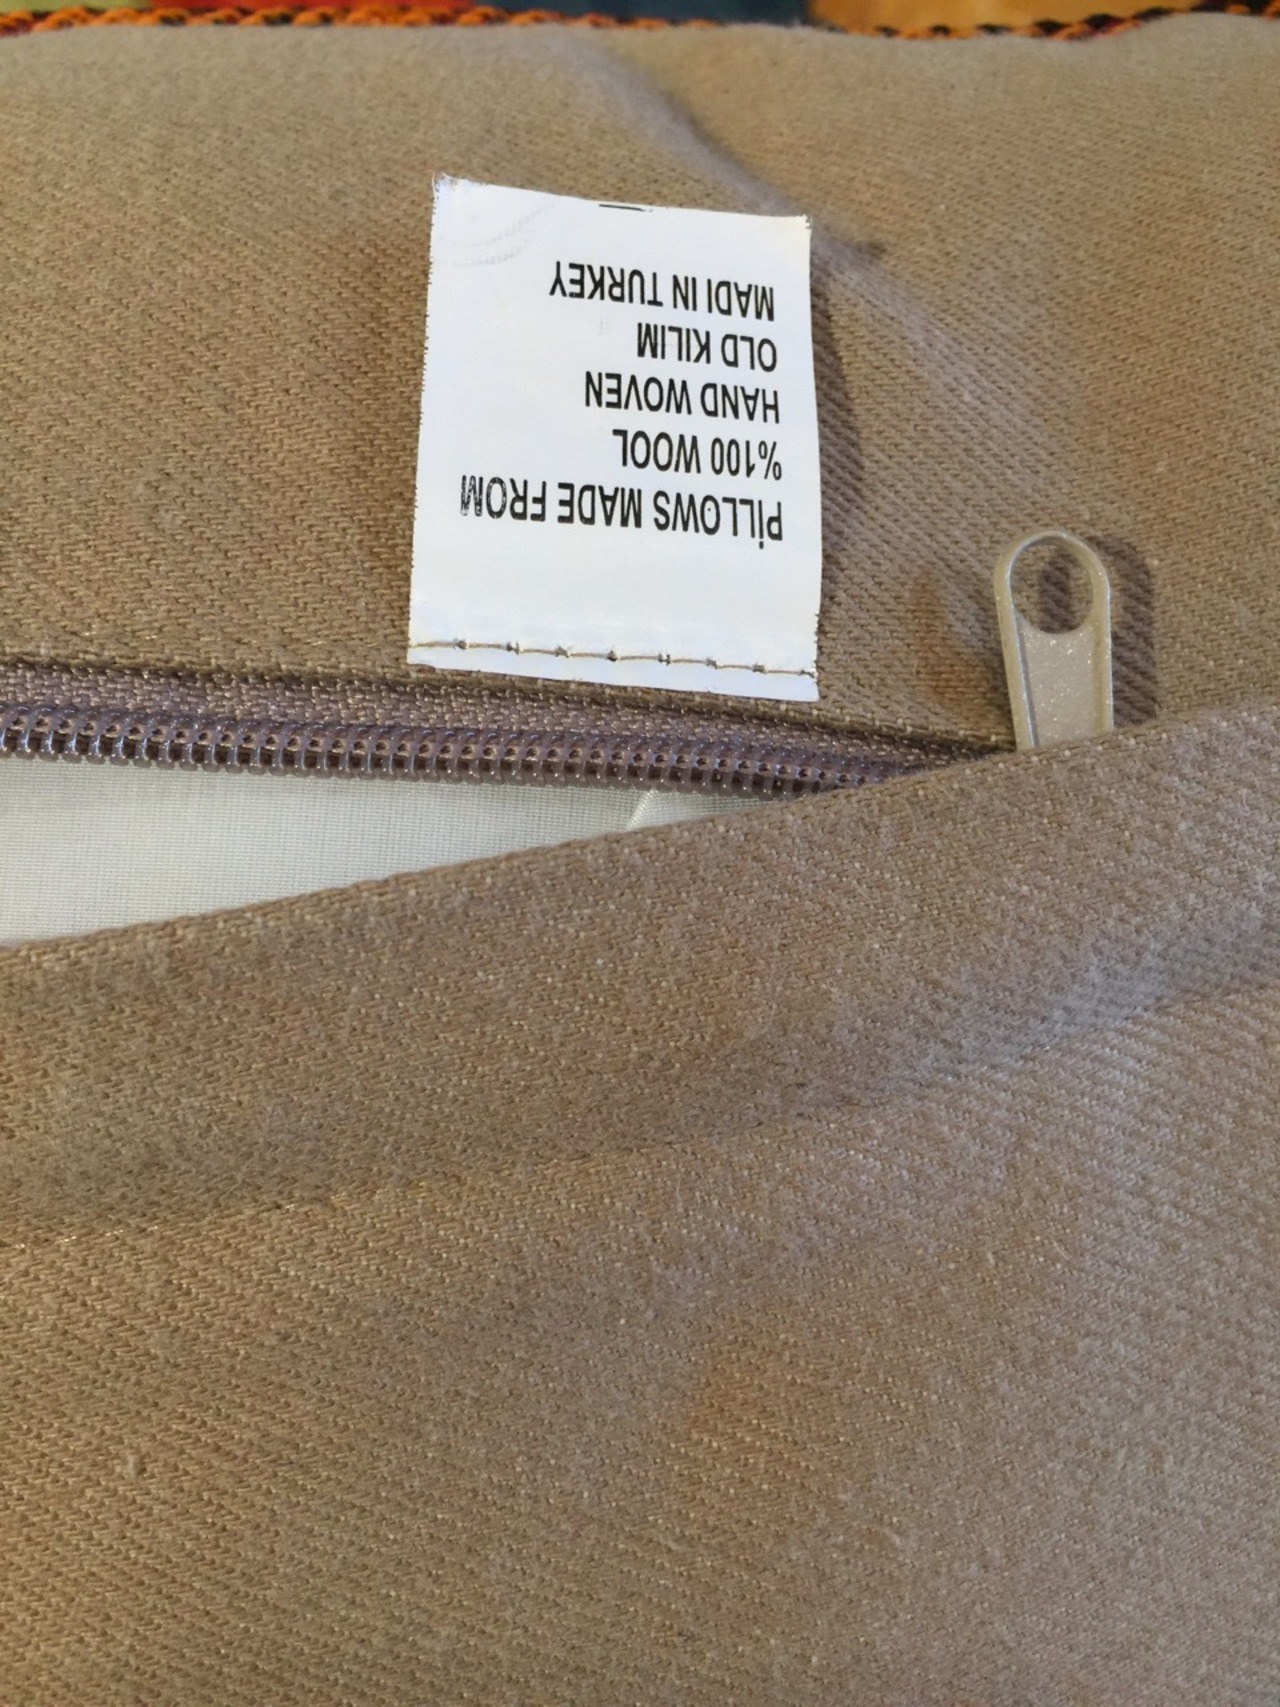 PİLLOWS MADE FROM
%100 WOOL
HAND WOVEN
OLD KILIM
MADI IN TURKEY